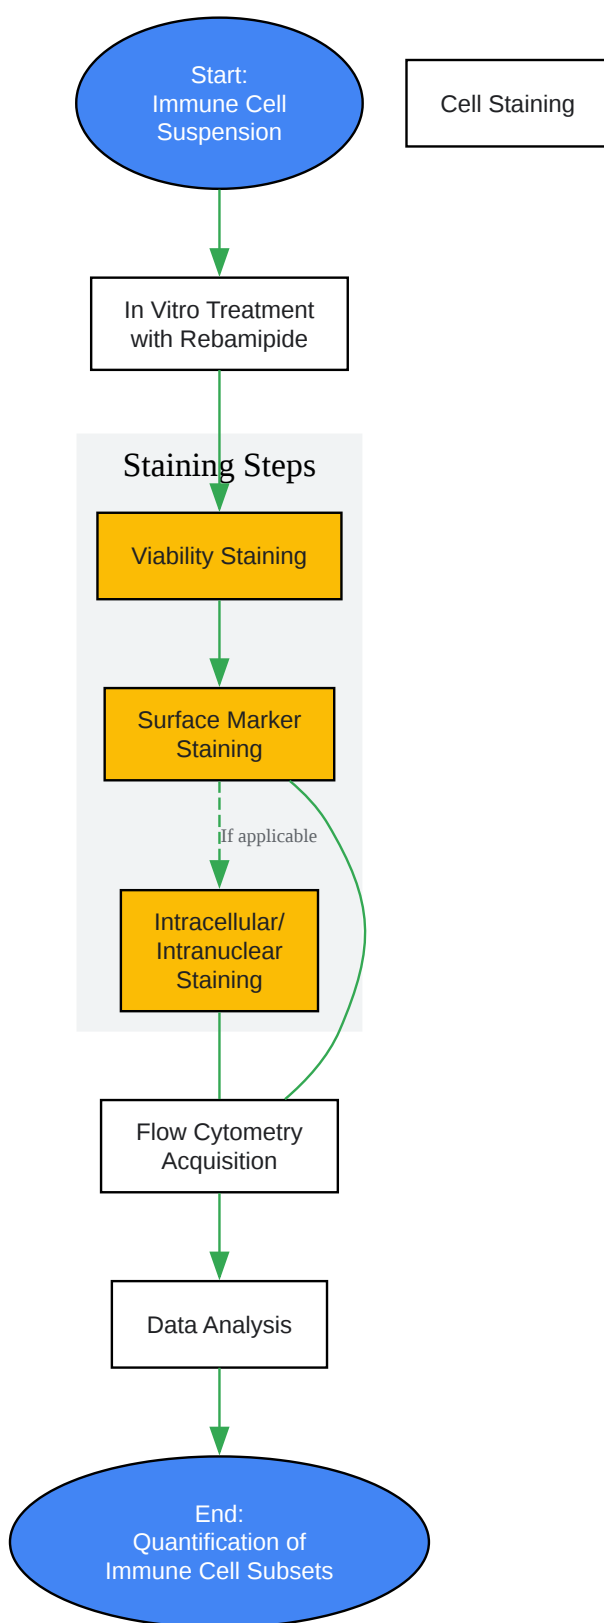 Start:
Immune Cell
Suspension
Cell Staining
In Vitro Treatment
with Rebamipide
Staining Steps
Viability Staining
Surface Marker
Staining
If applicable
Intracellular/
Intranuclear
Staining
Flow Cytometry
Acquisition
Data Analysis
End:
Quantification of
Immune Cell Subsets